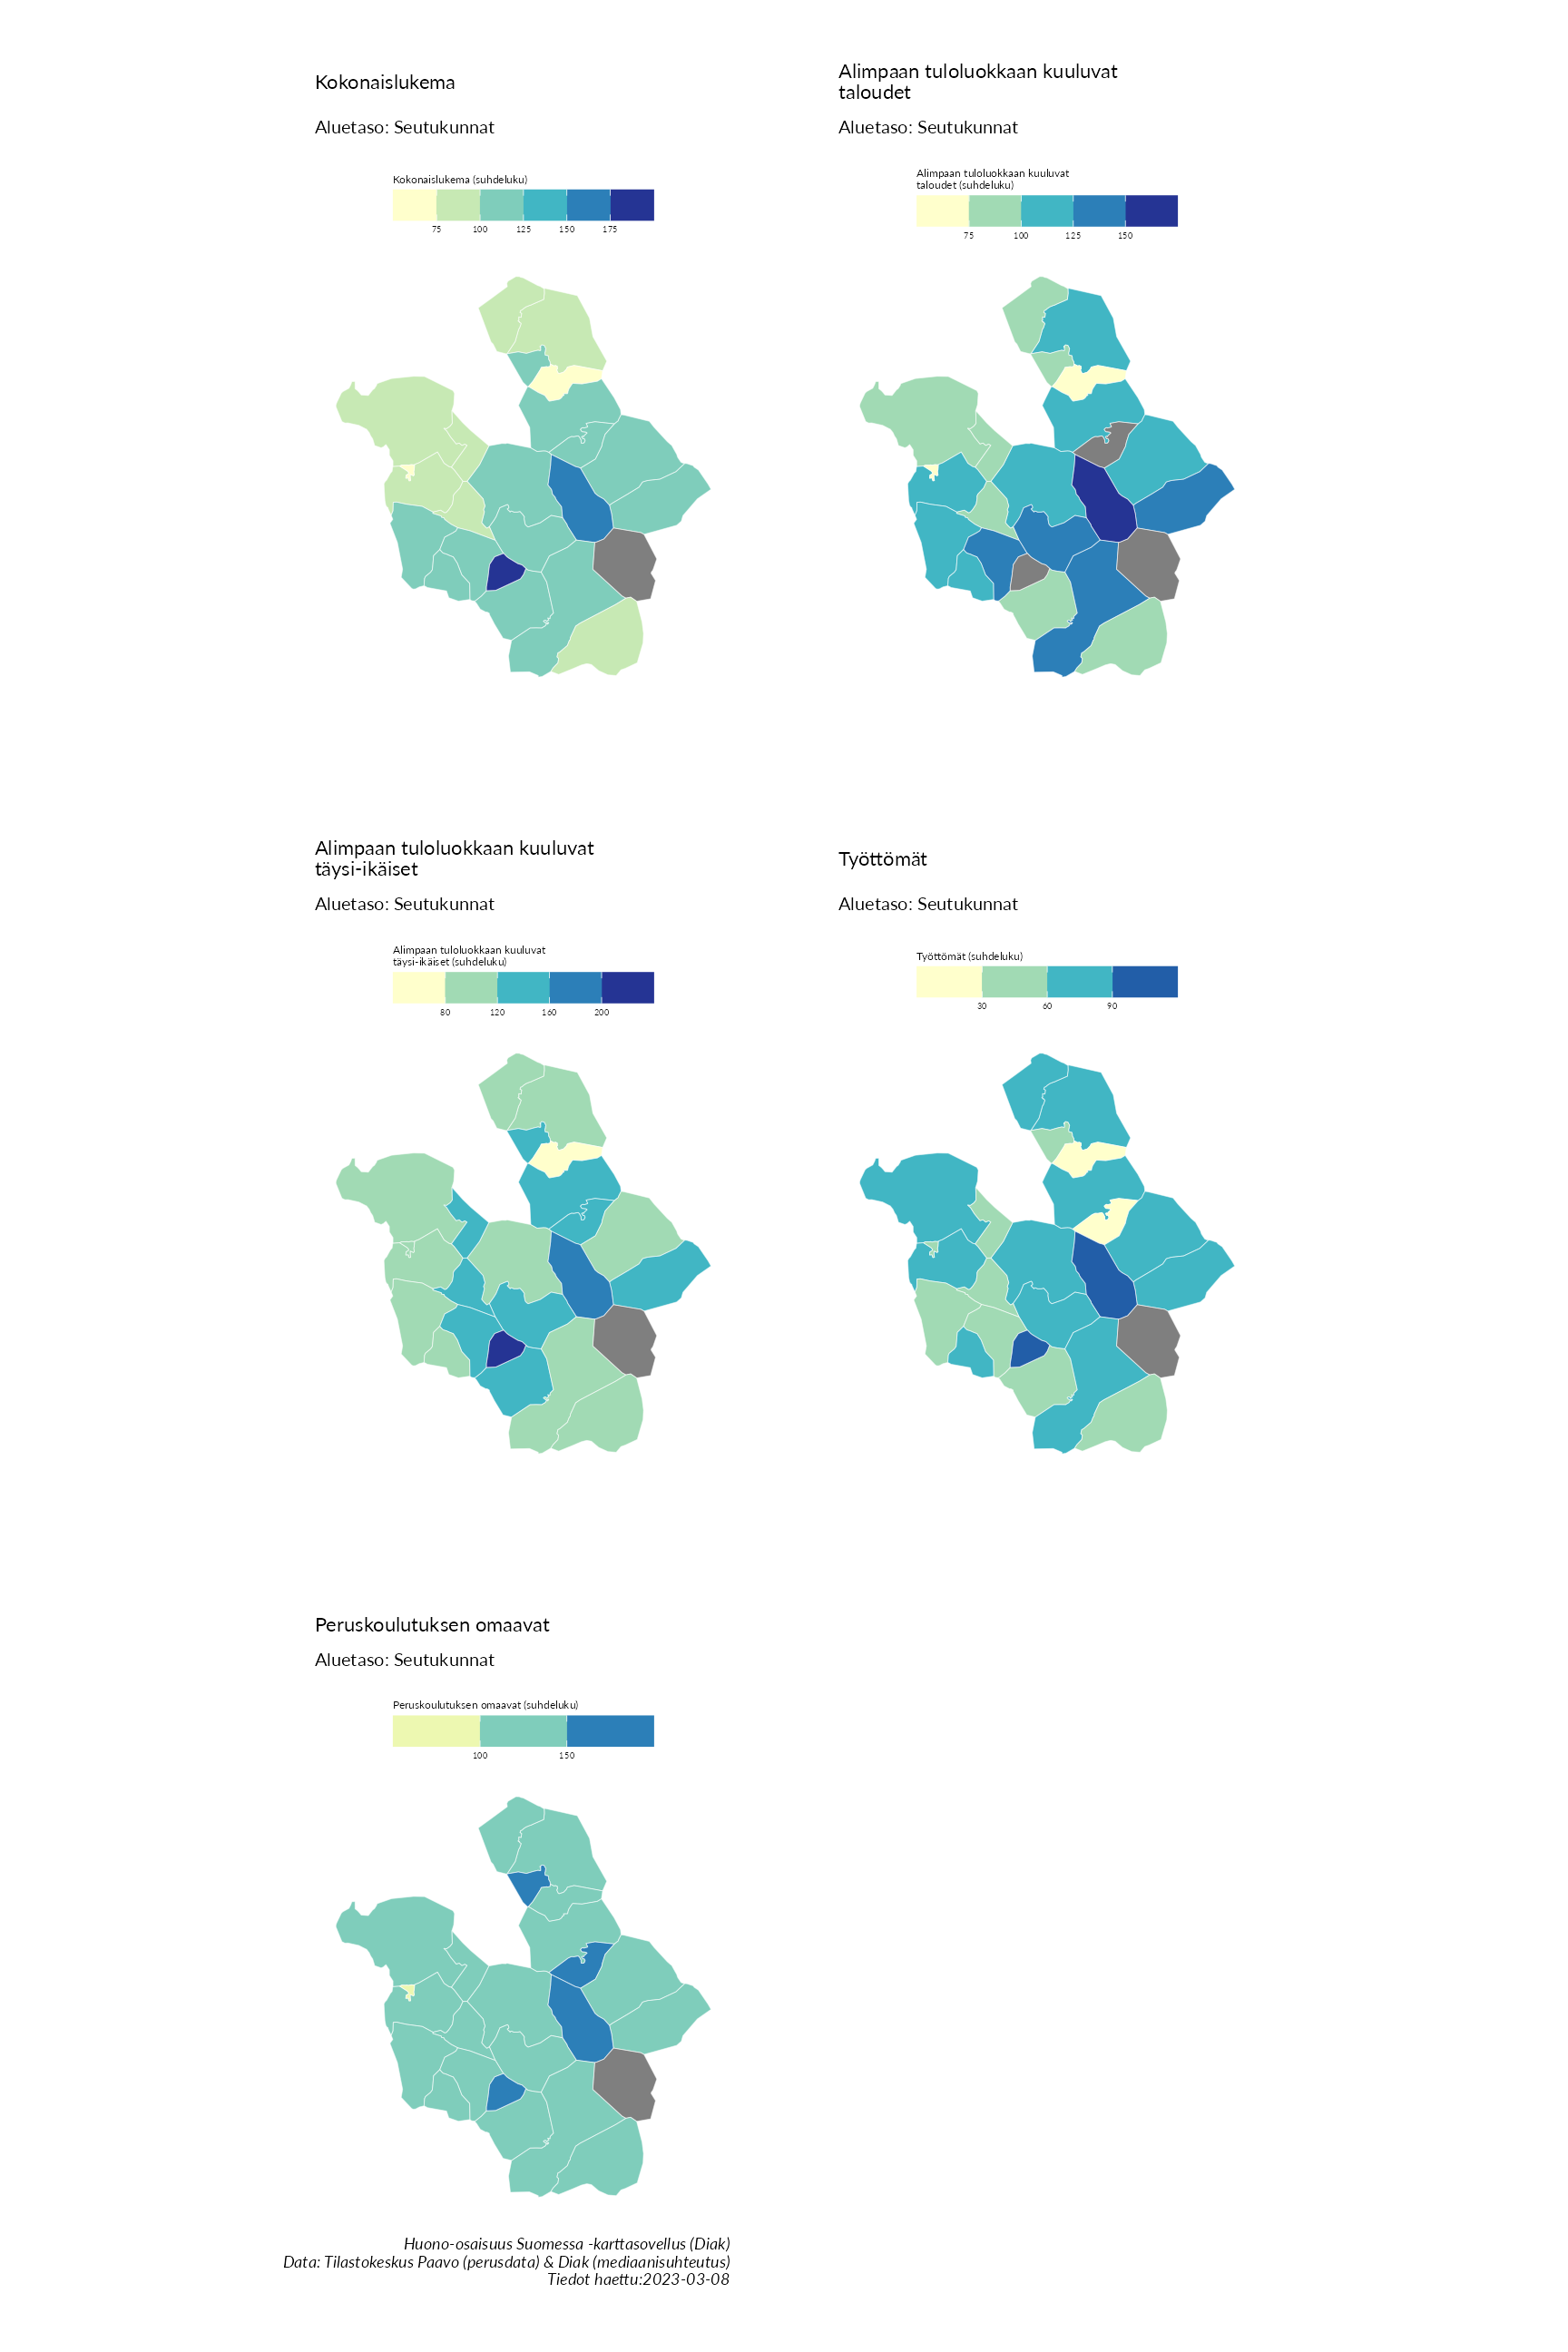 Kokonaislukema
Aluetaso: Seutukunnat
Kokonaislukema (suhdeluku)
75 100 125 150 175
Alimpaan tuloluokkaan kuuluvat
taloudet
Aluetaso: Seutukunnat
Alimpaan tuloluokkaan kuuluvat
taloudet (suhdeluku)
75 100 125 150
Alimpaan tuloluokkaan kuuluvat
täysi-ikäiset
Aluetaso: Seutukunnat
Alimpaan tuloluokkaan kuuluvat
täysi-ikäiset (suhdeluku)
80 120 160 200
Työttömät
Aluetaso: Seutukunnat
Työttömät (suhdeluku)
30 60 90
Peruskoulutuksen omaavat
Aluetaso: Seutukunnat
Peruskoulutuksen omaavat (suhdeluku)
100 150
Huono-osaisuus Suomessa -karttasovellus (Diak)
Data: Tilastokeskus Paavo (perusdata) & Diak (mediaanisuhteutus)
Tiedot haettu:2023-03-08